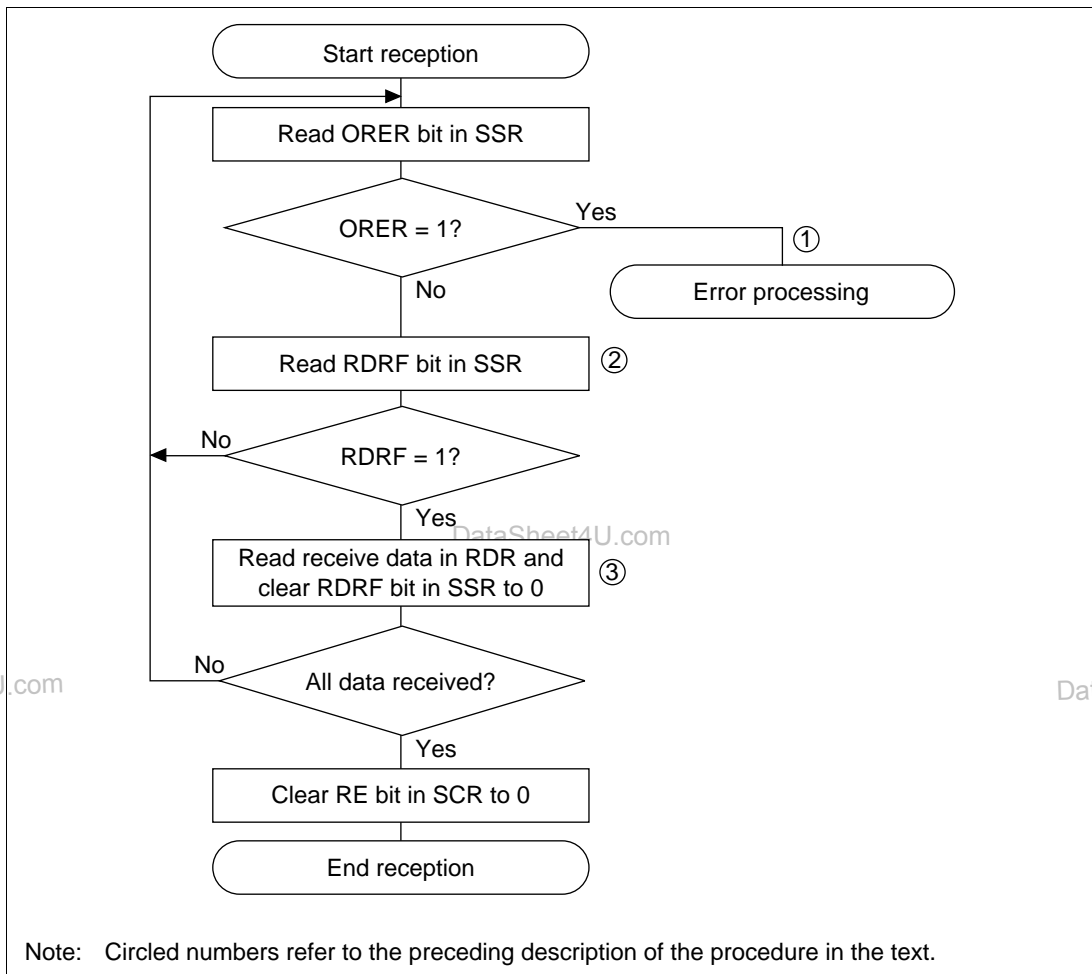 Start reception
Read ORER bit in SSR
ORER = 1?
Yes
①
Error processing
No
Read RDRF bit in SSR
②
No
RDRF = 1?
Yes
DataSheet4U.com
Read receive data in RDR and
clear RDRF bit in SSR to 0
③
No
All data received?
.com
Yes
Clear RE bit in SCR to 0
End reception
Note: Circled numbers refer to the preceding description of the procedure in the text.